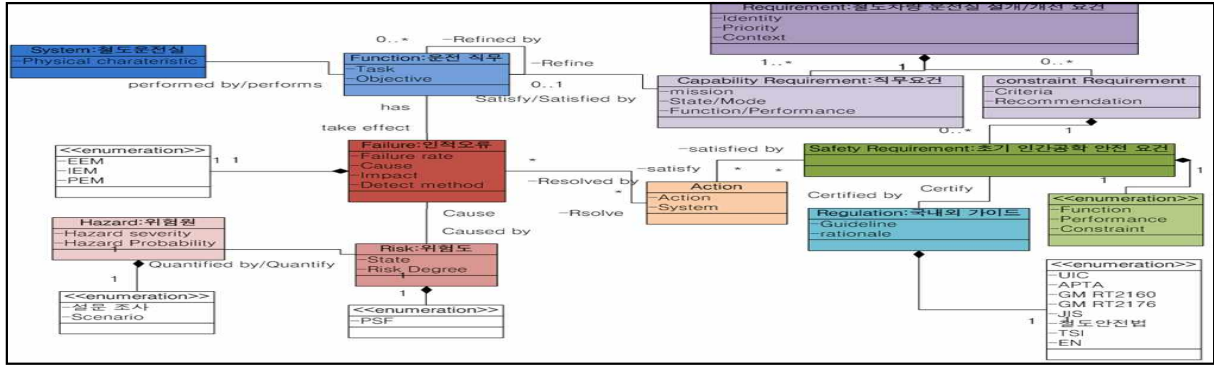 Requirement:철도차량 운전실 설개/개선 요건
-Identity
-Priority
-Context
System:철도운전실
-Physical charateristic
0..*
-Refined by
Function:운전 직무
-Task
-Objective
-Refine
0..1
performed by/performs
Satisfy/Satisfied by
1..*
1
0..*
Capability Requirement:직무요건
-mission
-State/Mode
-Function/Performance
constraint Requirement
-Criteria
-Recommendation
has
take effect
0..*
1
<<enumeration>>
-EEM
-IEM
-PEM
1
1
Failure:인적오류
-Failure rate
-Cause
-Impact
-Detect method
*
-Resolved by
*
-Rsolve
-satisfied by
-satisfy
*
*
Action
-Action
-System
Safety Requirement:초기 인간공학 안전 요건
Certified by
Certify
1
1
<<enumeration>>
-Function
-Performance
-Constraint
Regulation:국내외 가이드
-Guideline
-rationale
Hazard:위험원
-Hazard severity
-Hazard Probability
1
Quantified by/Quantify
Cause
Caused by
Risk:위험도
-State
-Risk Degree
1
1
<<enumeration>>
-설문 조사
-Scenario
1
<<enumeration>>
-PSF
1
1
<<enumeration>>
-UIC
-APTA
-GM RT2160
-GM RT2176
-JIS
-철도안전법
-TSI
-EN